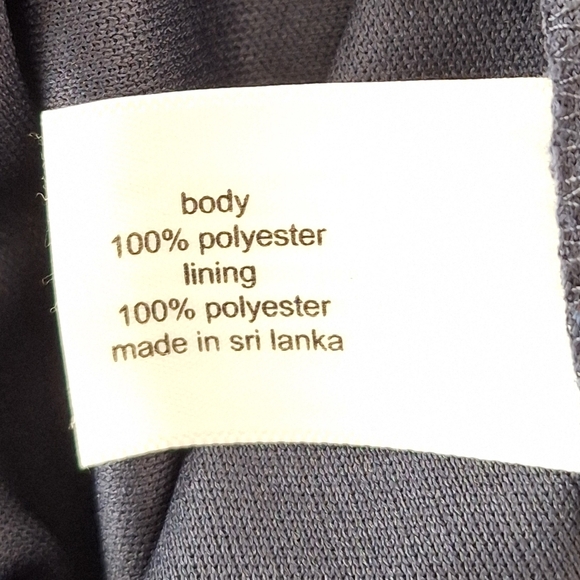 body
100% polyester
lining
100% polyester
made in sri lanka